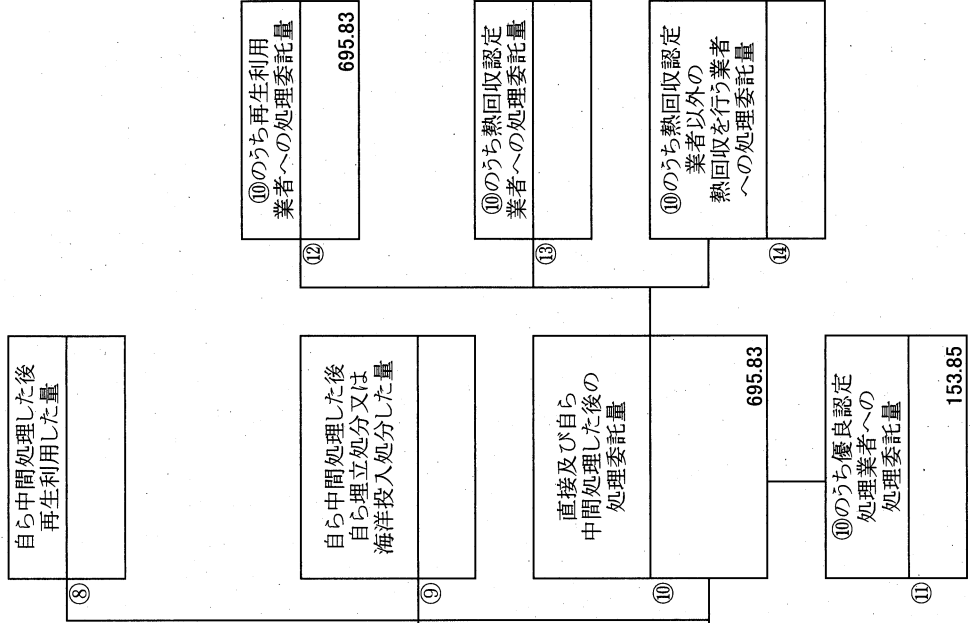 ⑧
自ら中間処理した後
再生利用した量
⑨
自ら中間処理した後
自ら埋立処分又は
海洋投入処分した量
⑩
直接及び自ら
中間処理した後の
処理委託量
695.83
⑪
⑩のうち優良認定
処理業者への
処理委託量
153.85
⑫
⑩のうち再生利用
業者への処理委託量
695.83
⑬
⑩のうち熱回収認定
業者への処理委託量
⑭
⑩のうち熱回収認定
業者以外の
熱回収を行う業者
への処理委託量